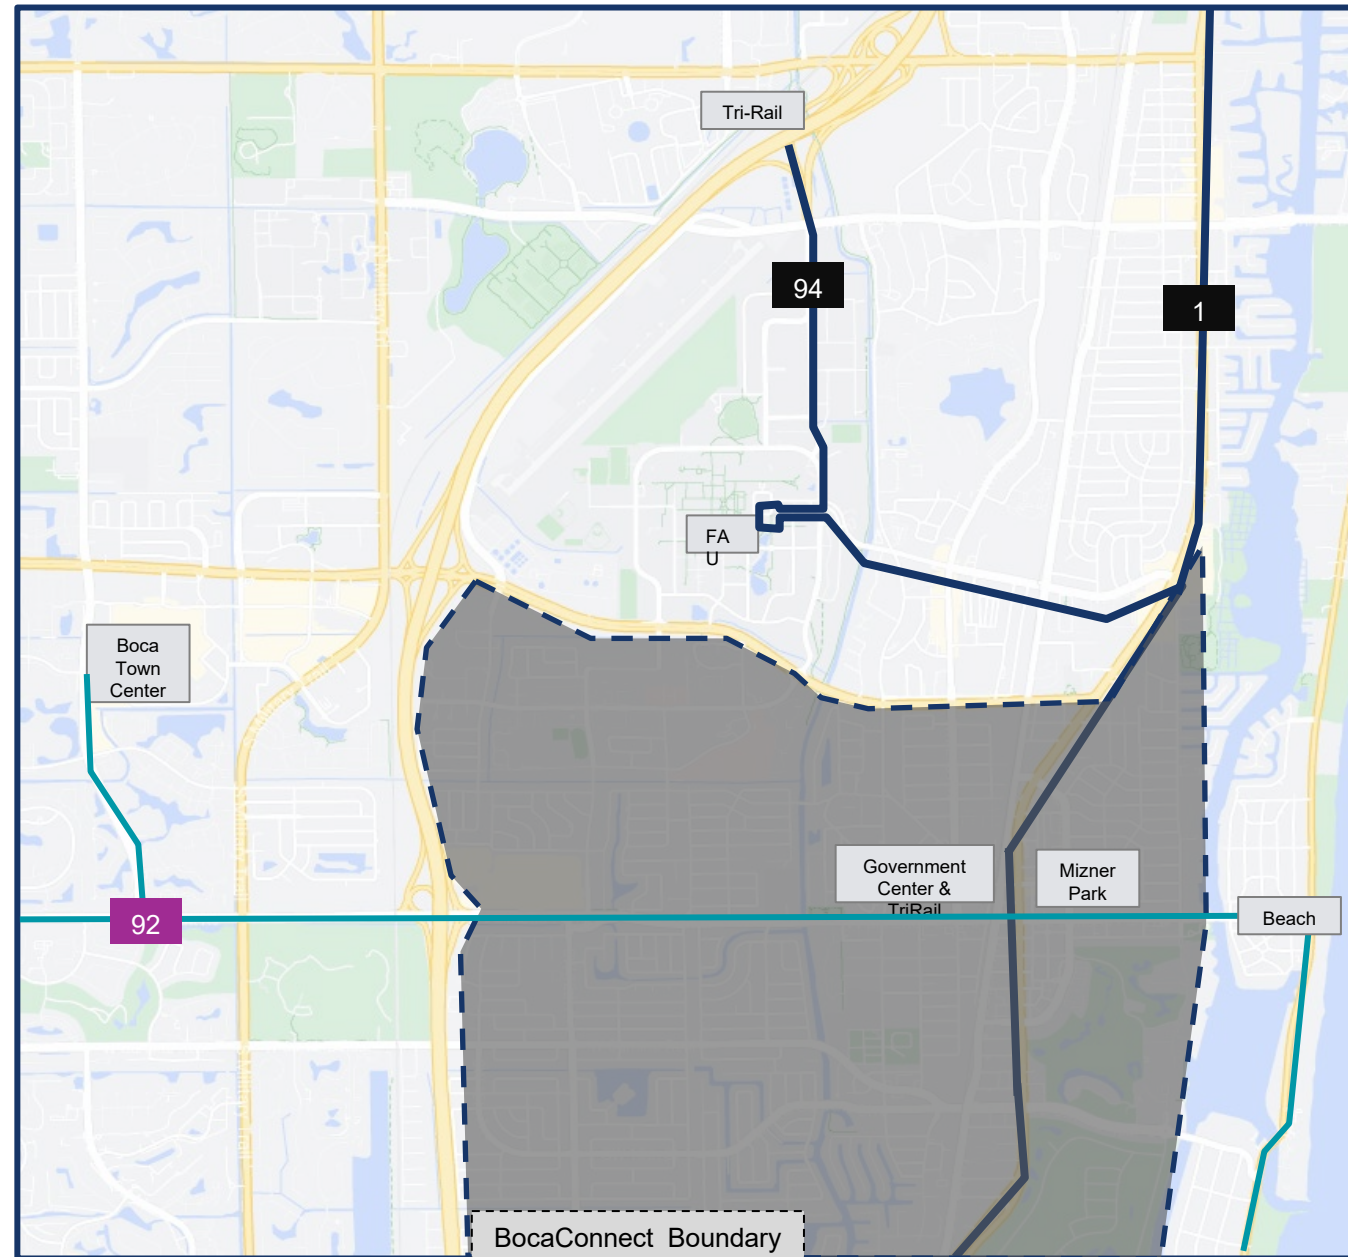 Tri-Rail
94
1
FA
U
Boca
Town
Center
Government
Center &
TriRail
Mizner
Park
92
Beach
BocaConnect Boundary